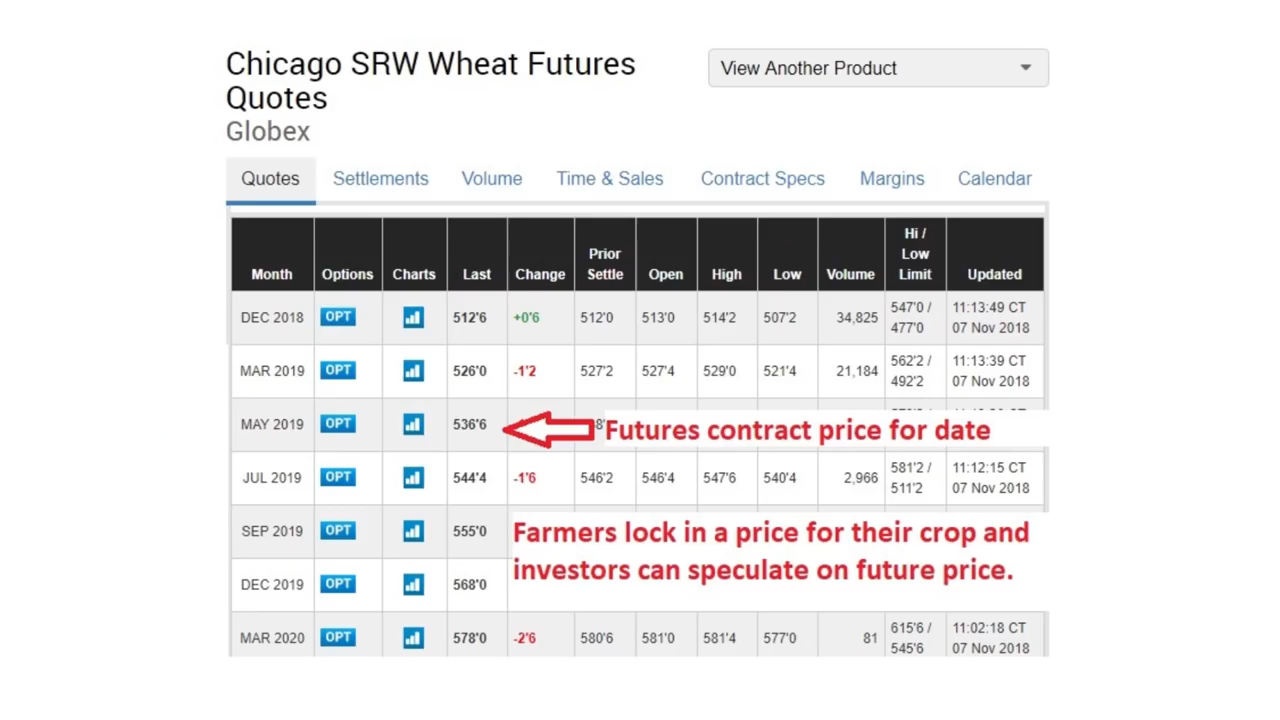 Chicago SRW Wheat Futures
Quotes
Globex
View Another Product
Quotes Settlements Volume Time & Sales Contract Specs Margins Calendar
Month Options Charts Last Change Prior Settle Open High Low Volume Hi / Low Limit Updated
DEC 2018 OPT 512'6 +0'6 512'0 513'0 514'2 507'2 34,825 547'0 / 477'0 11:13:49 CT 07 Nov 2018
MAR 2019 OPT 526'0 -1'2 527'2 527'4 529'0 521'4 21,184 562'2 / 492'2 11:13:39 CT 07 Nov 2018
MAY 2019 OPT 536'6
Futures contract price for date
JUL 2019 OPT 544'4 -1'6 546'2 546'4 547'6 540'4 2,966 581'2 / 511'2 11:12:15 CT 07 Nov 2018
SEP 2019 OPT 555'0
Farmers lock in a price for their crop and
investors can speculate on future price.
DEC 2019 OPT 568'0
MAR 2020 OPT 578'0 -2'6 580'6 581'0 581'4 577'0 81 615'6 / 545'6 11:02:18 CT 07 Nov 2018